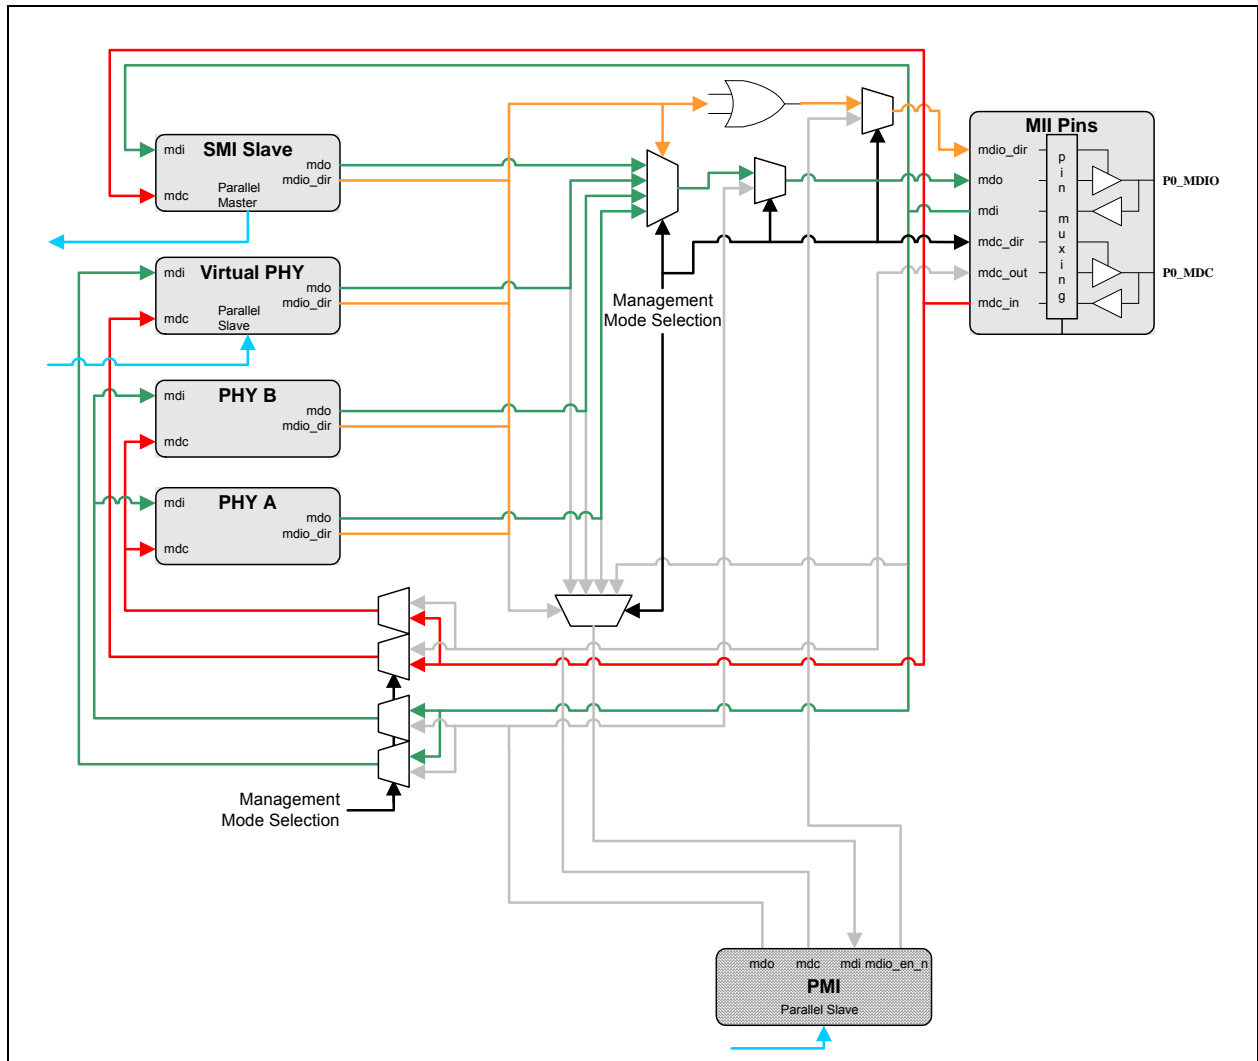 SMI Slave
mdi
mdo
mdio_dir
mdc
Parallel
Master
Virtual PHY
mdi
mdo
mdio_dir
mdc
Parallel
Slave
PHY B
mdi
mdo
mdio_dir
mdc
PHY A
mdi
mdo
mdio_dir
mdc
Management
Mode Selection
MII Pins
mdio_dir
mdo
mdi
mdc_dir
mdc_out
mdc_in
pin muxing
P0_MDIO
P0_MDC
Management
Mode Selection
mdo mdc mdi mdio_en_n
PMI
Parallel Slave